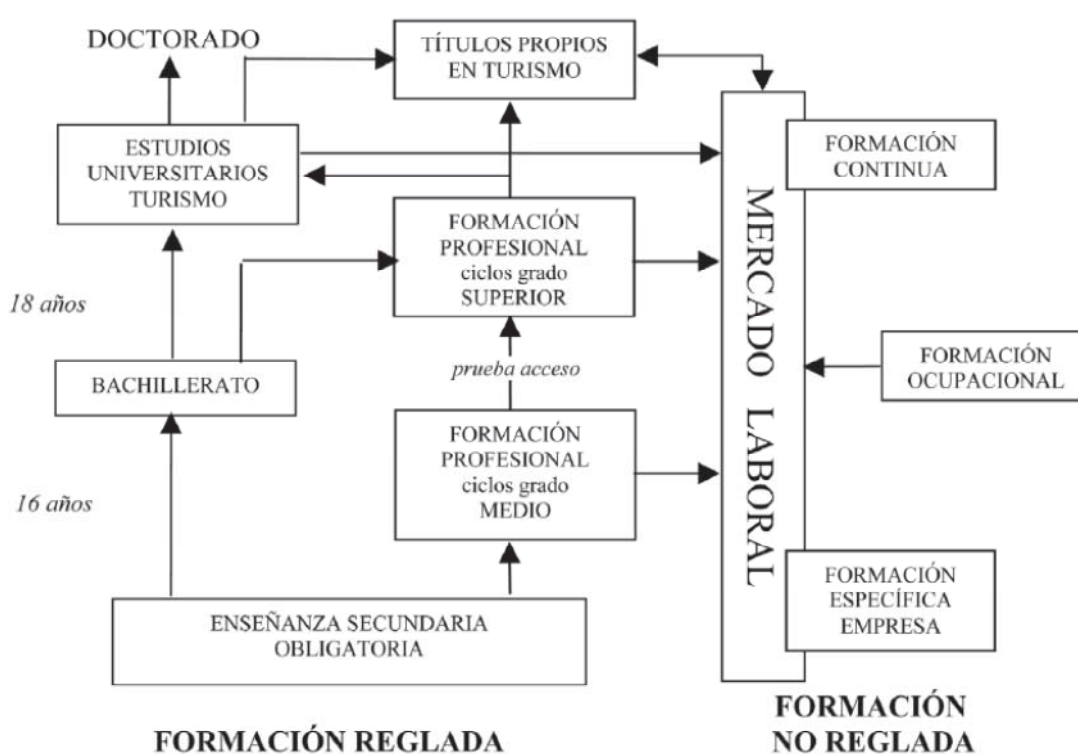 DOCTORADO
TÍTULOS PROPIOS
EN TURISMO
ESTUDIOS
UNIVERSITARIOS
TURISMO
FORMACIÓN
CONTINUA
FORMACIÓN
PROFESIONAL
ciclos grado
SUPERIOR
18 años
MERCADO LABORAL
BACHILLERATO
prueba acceso
FORMACIÓN
OCUPACIONAL
FORMACIÓN
PROFESIONAL
ciclos grado
MEDIO
16 años
FORMACIÓN
ESPECÍFICA
EMPRESA
ENSEÑANZA SECUNDARIA
OBLIGATORIA
FORMACIÓN REGLADA
FORMACIÓN
NO REGLADA